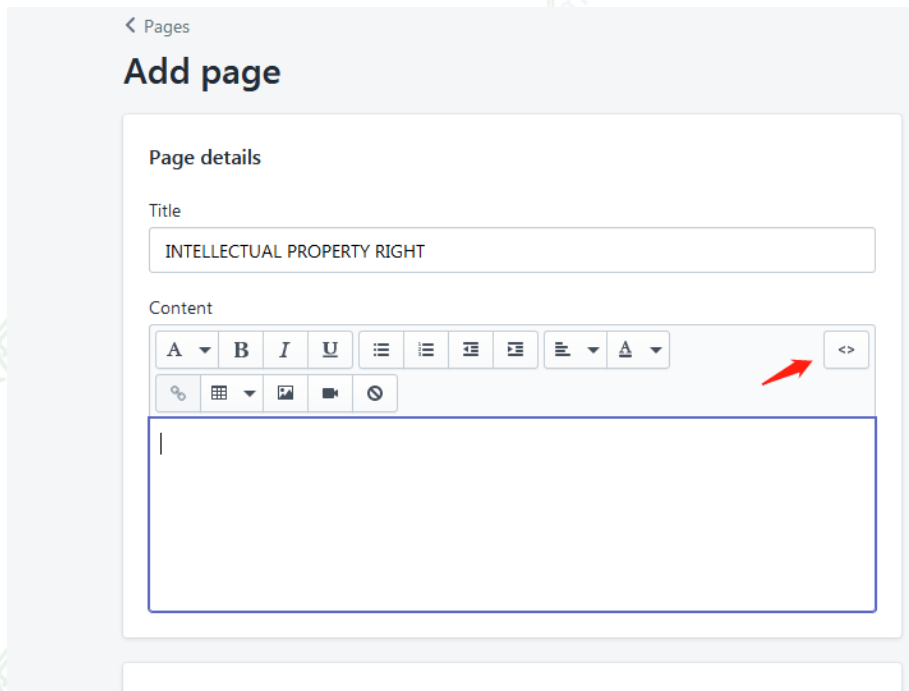 Pages
Add page
Page details
Title
INTELLECTUAL PROPERTY RIGHT
Content
A B I U A <>